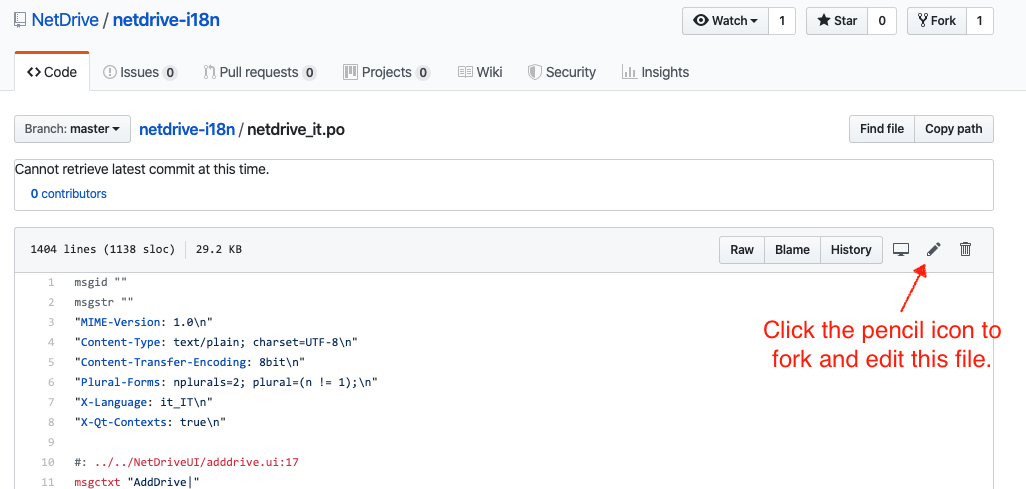 NetDrive / netdrive-i18n
Watch 1 Star 0 Fork 1
Code Issues 0 Pull requests 0 Projects 0 Wiki Security Insights
Branch: master netdrive-i18n / netdrive_it.po Find file Copy path
Cannot retrieve latest commit at this time.
0 contributors
1404 lines (1138 sloc) 29.2 KB Raw Blame History
1 msgid ""
2 msgstr ""
3 "MIME-Version: 1.0\n"
4 "Content-Type: text/plain; charset=UTF-8\n"
5 "Content-Transfer-Encoding: 8bit\n"
6 "Plural-Forms: nplurals=2; plural=(n != 1);\n"
7 "X-Language: it_IT\n"
8 "X-Qt-Contexts: true\n"
9
10 #: ../../NetDriveUI/adddrive.ui:17
11 msgctxt "AddDrive|"
Click the pencil icon to
fork and edit this file.